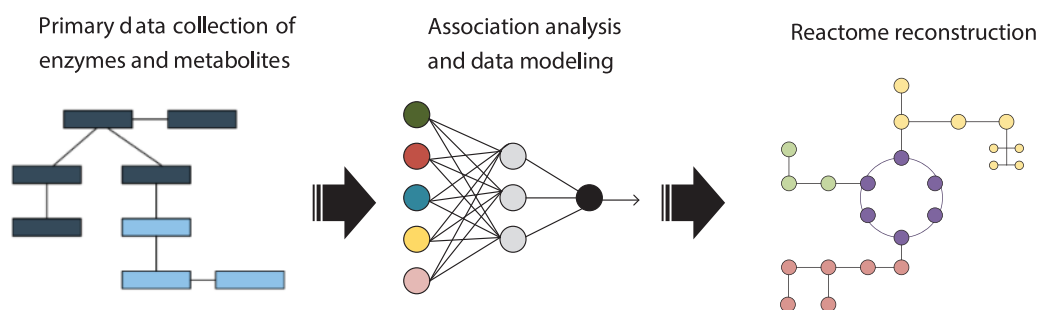 Primary data collection of
enzymes and metabolites
Association analysis
and data modeling
Reactome reconstruction